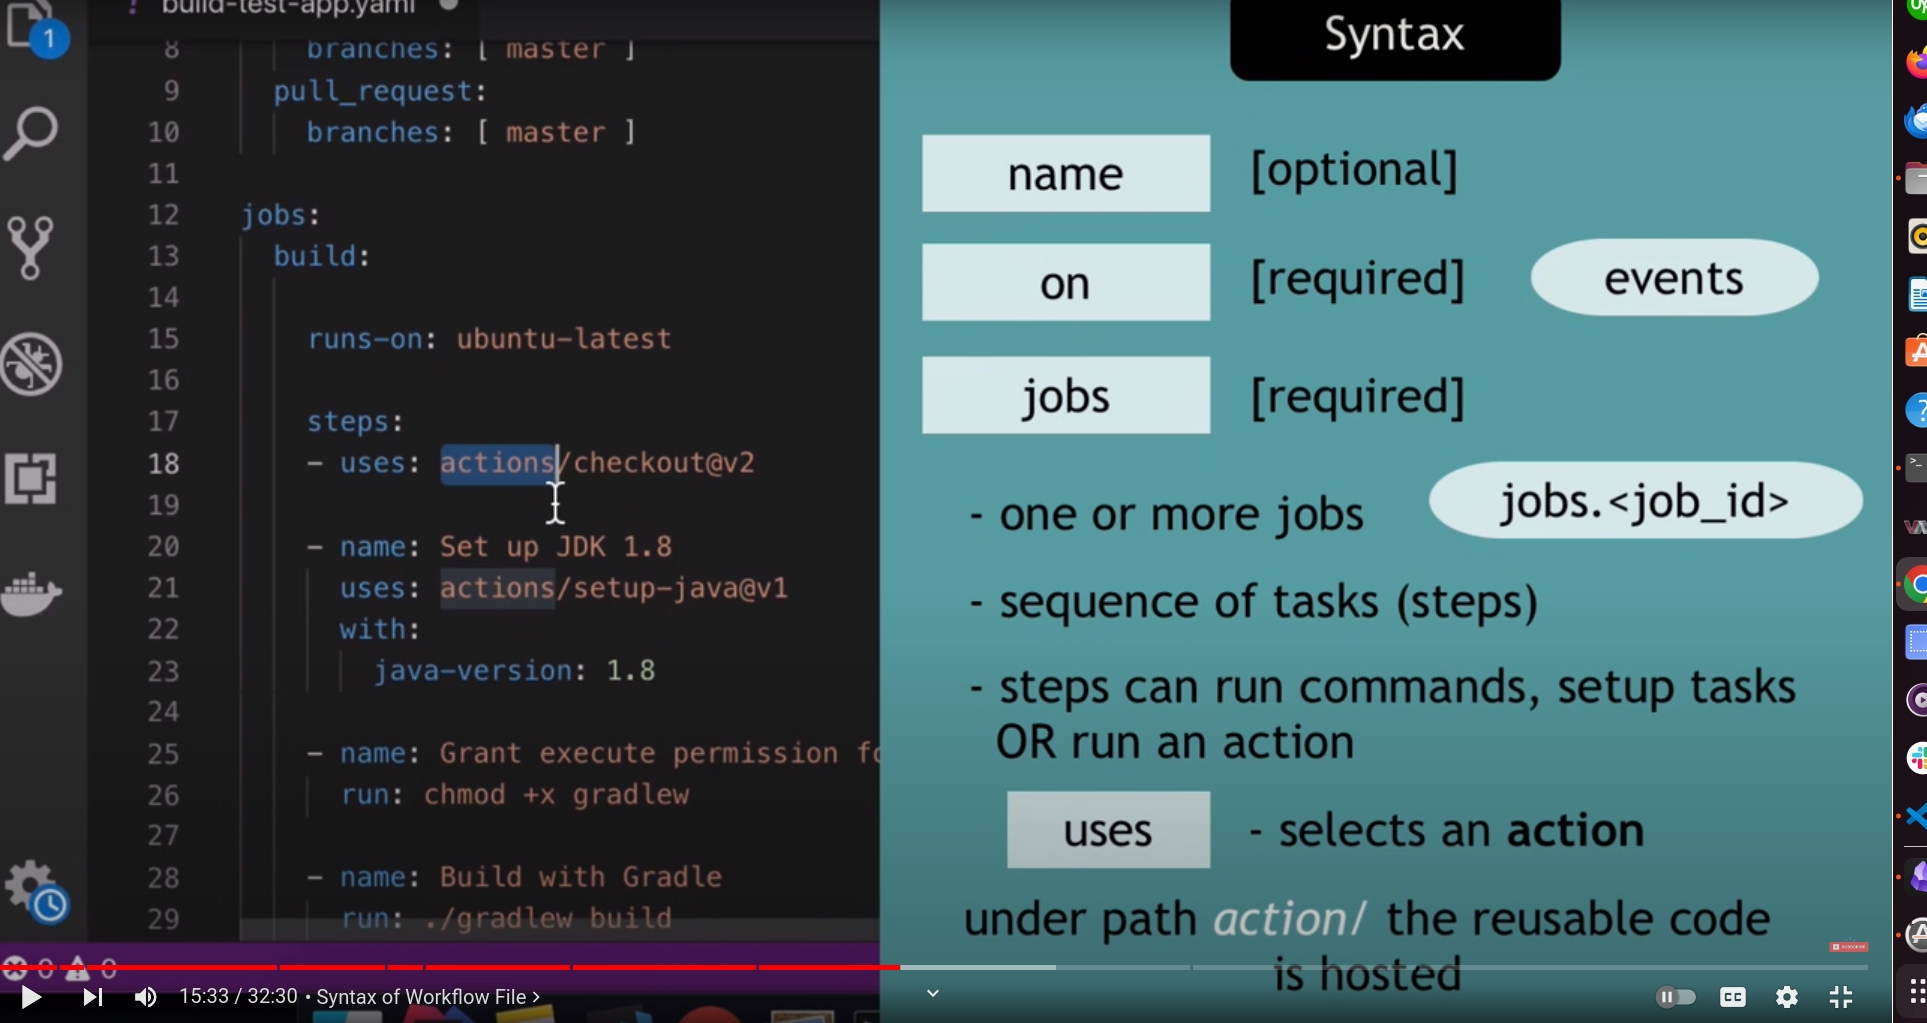 build-test-app.yaml
1
8 branches: [ master ]
9 pull_request:
10 branches: [ master ]
11
12 jobs:
13 build:
14
15 runs-on: ubuntu-latest
16
17 steps:
18 - uses: actions/checkout@v2
19
20 - name: Set up JDK 1.8
21 uses: actions/setup-java@v1
22 with:
23 java-version: 1.8
24
25 - name: Grant execute permission fo
26 run: chmod +x gradlew
27
28 - name: Build with Gradle
29 run: ./gradlew build
0 0
Syntax
name [optional]
on [required] events
jobs [required]
- one or more jobs jobs.<job_id>
- sequence of tasks (steps)
- steps can run commands, setup tasks
OR run an action
uses - selects an action
under path action/ the reusable code
is hosted
SUBSCRIBE
15:33 / 32:30 • Syntax of Workflow File >
CC